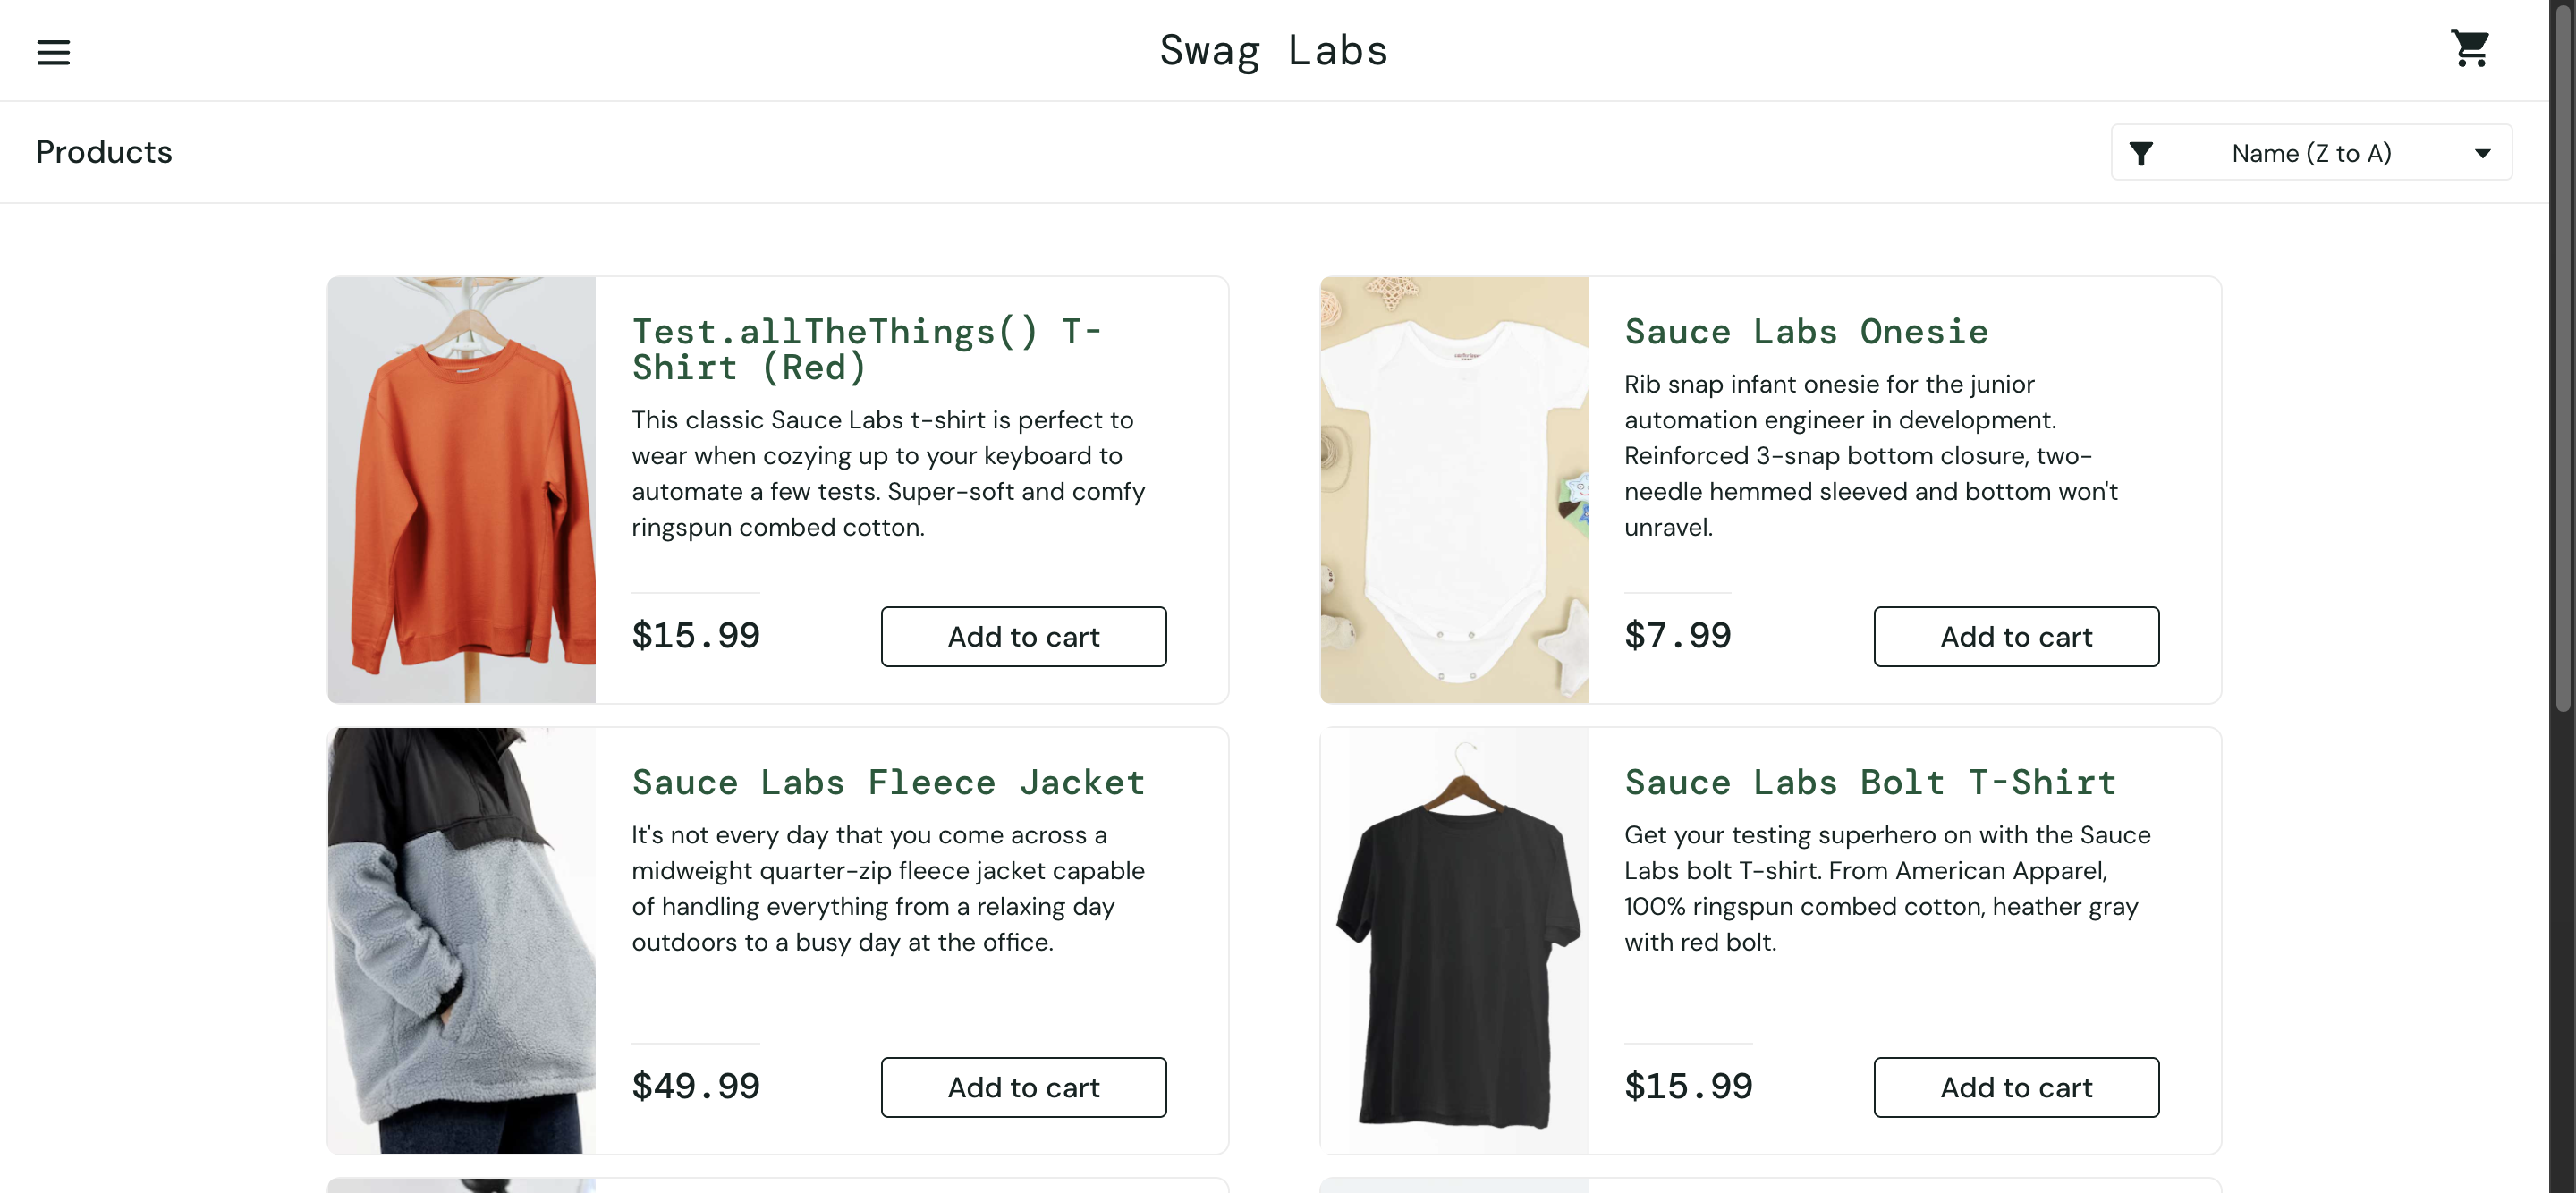 Swag Labs
Products
Name (Z to A)
Test.allTheThings() T-
Shirt (Red)
This classic Sauce Labs t-shirt is perfect to
wear when cozying up to your keyboard to
automate a few tests. Super-soft and comfy
ringspun combed cotton.
$15.99
Add to cart
Sauce Labs Onesie
Rib snap infant onesie for the junior
automation engineer in development.
Reinforced 3-snap bottom closure, two-
needle hemmed sleeved and bottom won't
unravel.
$7.99
Add to cart
Sauce Labs Fleece Jacket
It's not every day that you come across a
midweight quarter-zip fleece jacket capable
of handling everything from a relaxing day
outdoors to a busy day at the office.
$49.99
Add to cart
Sauce Labs Bolt T-Shirt
Get your testing superhero on with the Sauce
Labs bolt T-shirt. From American Apparel,
100% ringspun combed cotton, heather gray
with red bolt.
$15.99
Add to cart